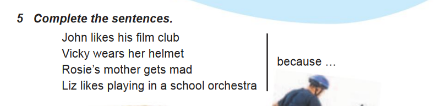 5 Complete the sentences.
John likes his film club
Vicky wears her helmet
Rosie's mother gets mad
Liz likes playing in a school orchestra
because ...